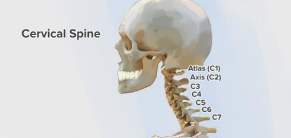 Cervical Spine
Atlas (C1)
Axis (C2)
C3
C4
C5
C6
C7